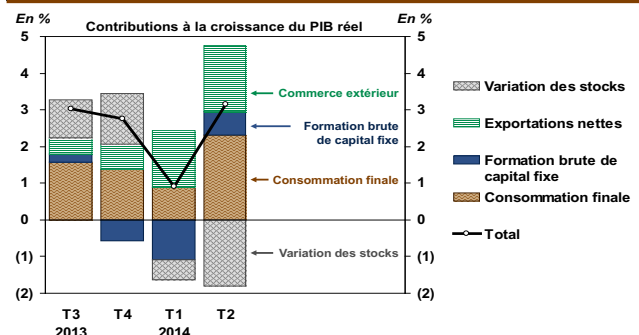 En %
Contributions à la croissance du PIB réel
En %
5
4
3
2
1
0
(1)
(2)
5
4
3
2
1
0
(1)
(2)
Commerce extérieur
Formation brute
de capital fixe
Consommation finale
Variation des stocks
Variation des stocks
Exportations nettes
Formation brute de
capital fixe
Consommation finale
Total
T3
T4
T1
T2
2013
2014